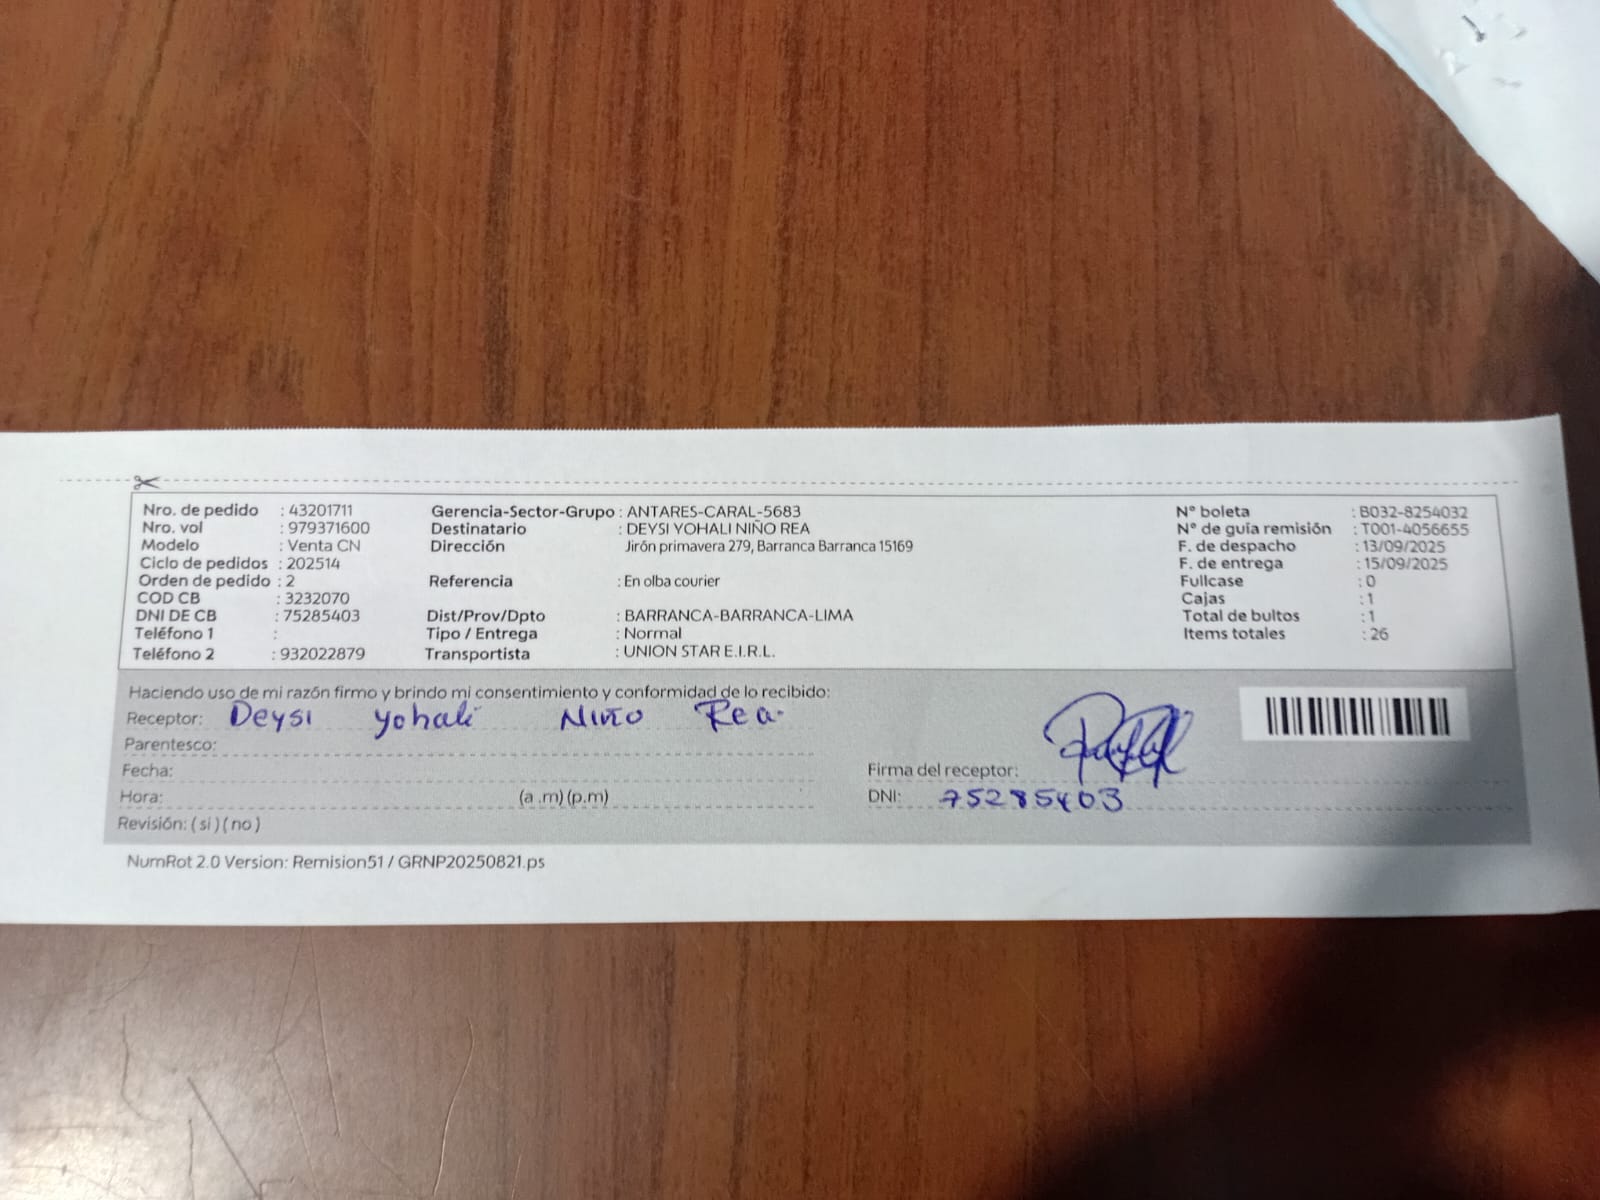 Nro. de pedido : 43201711
Nro. vol : 979371600
Modelo : Venta CN
Ciclo de pedidos : 202514
Orden de pedido : 2
COD CB : 3232070
DNI DE CB : 75285403
Teléfono 1 :
Teléfono 2 : 932022879
Gerencia-Sector-Grupo : ANTARES-CARAL-5683
Destinatario : DEYSI YOHALI NIÑO REA
Dirección Jirón primavera 279, Barranca Barranca 15169
Referencia : En olba courier
Dist/Prov/Dpto : BARRANCA-BARRANCA-LIMA
Tipo / Entrega : Normal
Transportista : UNION STAR E.I.R.L.
N° boleta : B032-8254032
N° de guía remisión : T001-4056655
F. de despacho : 13/09/2025
F. de entrega : 15/09/2025
Fullcase : 0
Cajas : 1
Total de bultos : 1
Items totales : 26
Haciendo uso de mi razón firmo y brindo mi consentimiento y conformidad de lo recibido:
Receptor: Deysi Yohali Niño Rea.
Parentesco:
Fecha:
Hora: (a .m) (p.m)
Revisión: ( si ) ( no )
Firma del receptor:
DNI: 75285403
NumRot 2.0 Version: Remision51 / GRNP20250821.ps